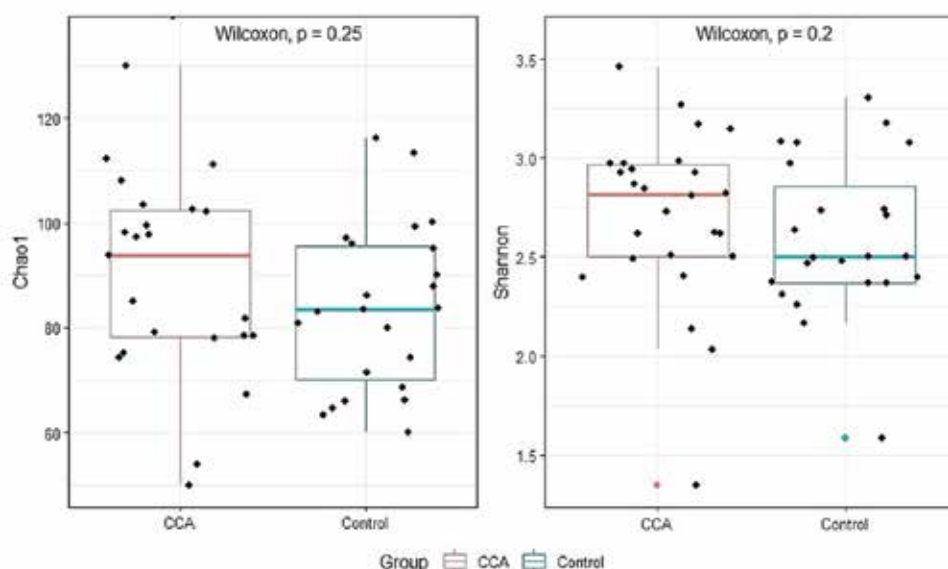 Wilcoxon, p = 0.25
Chao1
120
100
80
60
CCA
Control
Wilcoxon, p = 0.2
Shannon
3.5
3.0
2.5
2.0
1.5
CCA
Control
Group CCA Control